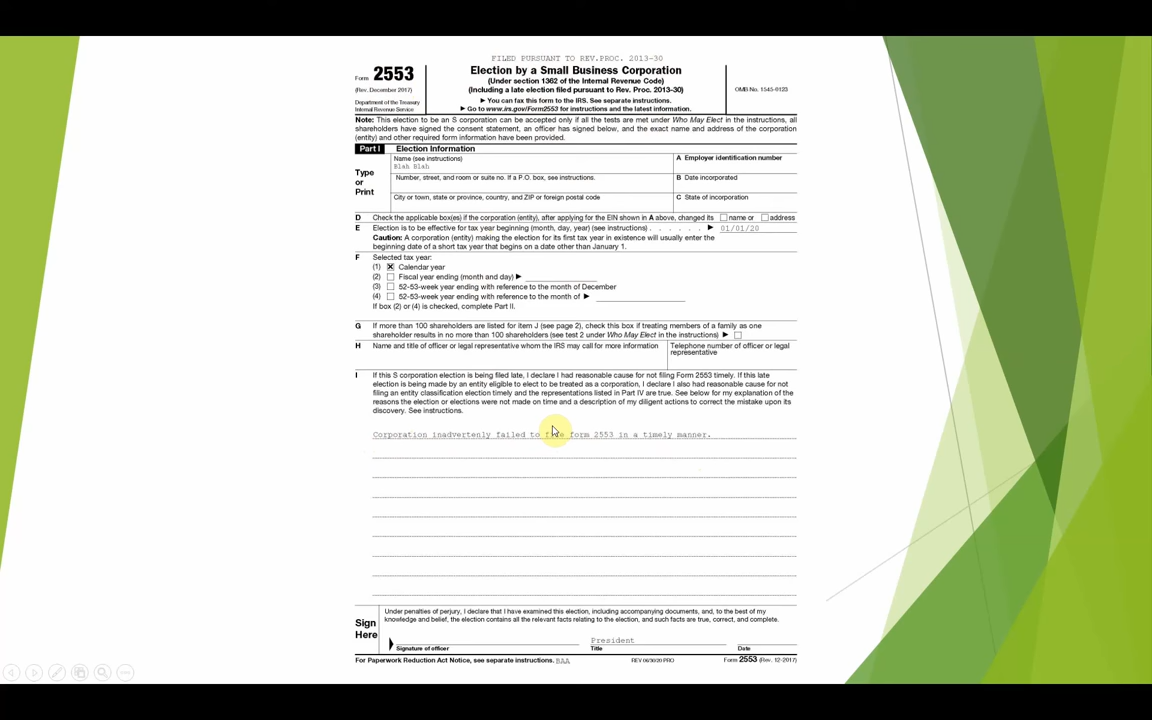 FILED PURSUANT TO REV.PROC. 2013-30
Form 2553
(Rev. December 2017)
Department of the Treasury
Internal Revenue Service
Election by a Small Business Corporation
(Under section 1362 of the Internal Revenue Code)
(Including a late election filed pursuant to Rev. Proc. 2013-30)
▶ You can fax this form to the IRS. See separate instructions.
▶ Go to www.irs.gov/Form2553 for instructions and the latest information.
OMB No. 1545-0123
Note: This election to be an S corporation can be accepted only if all the tests are met under Who May Elect in the instructions, all
shareholders have signed the consent statement, an officer has signed below, and the exact name and address of the corporation
(entity) and other required form information have been provided.
Part I Election Information
Type
or
Print
Name (see instructions)
Blah Blah
Number, street, and room or suite no. If a P.O. box, see instructions.
City or town, state or province, country, and ZIP or foreign postal code
A Employer identification number
B Date incorporated
C State of incorporation
D Check the applicable box(es) if the corporation (entity), after applying for the EIN shown in A above, changed its name or address
E Election is to be effective for tax year beginning (month, day, year) (see instructions) . . . . . . ▶ 01/01/20
Caution: A corporation (entity) making the election for its first tax year in existence will usually enter the
beginning date of a short tax year that begins on a date other than January 1.
F Selected tax year:
(1) X Calendar year
(2) Fiscal year ending (month and day) ▶
(3) 52-53-week year ending with reference to the month of December
(4) 52-53-week year ending with reference to the month of ▶
If box (2) or (4) is checked, complete Part II.
G If more than 100 shareholders are listed for item J (see page 2), check this box if treating members of a family as one
shareholder results in no more than 100 shareholders (see test 2 under Who May Elect in the instructions) ▶
H Name and title of officer or legal representative whom the IRS may call for more information
Telephone number of officer or legal
representative
I If this S corporation election is being filed late, I declare I had reasonable cause for not filing Form 2553 timely. If this late
election is being made by an entity eligible to elect to be treated as a corporation, I declare I also had reasonable cause for not
filing an entity classification election timely and the representations listed in Part IV are true. See below for my explanation of the
reasons the election or elections were not made on time and a description of my diligent actions to correct the mistake upon its
discovery. See instructions.
Corporation inadvertenly failed to file form 2553 in a timely manner.
Sign
Here
Under penalties of perjury, I declare that I have examined this election, including accompanying documents, and, to the best of my
knowledge and belief, the election contains all the relevant facts relating to the election, and such facts are true, correct, and complete.
President
Signature of officer
Title
Date
For Paperwork Reduction Act Notice, see separate instructions. BAA
REV 06/30/20 PRO
Form 2553 (Rev. 12-2017)